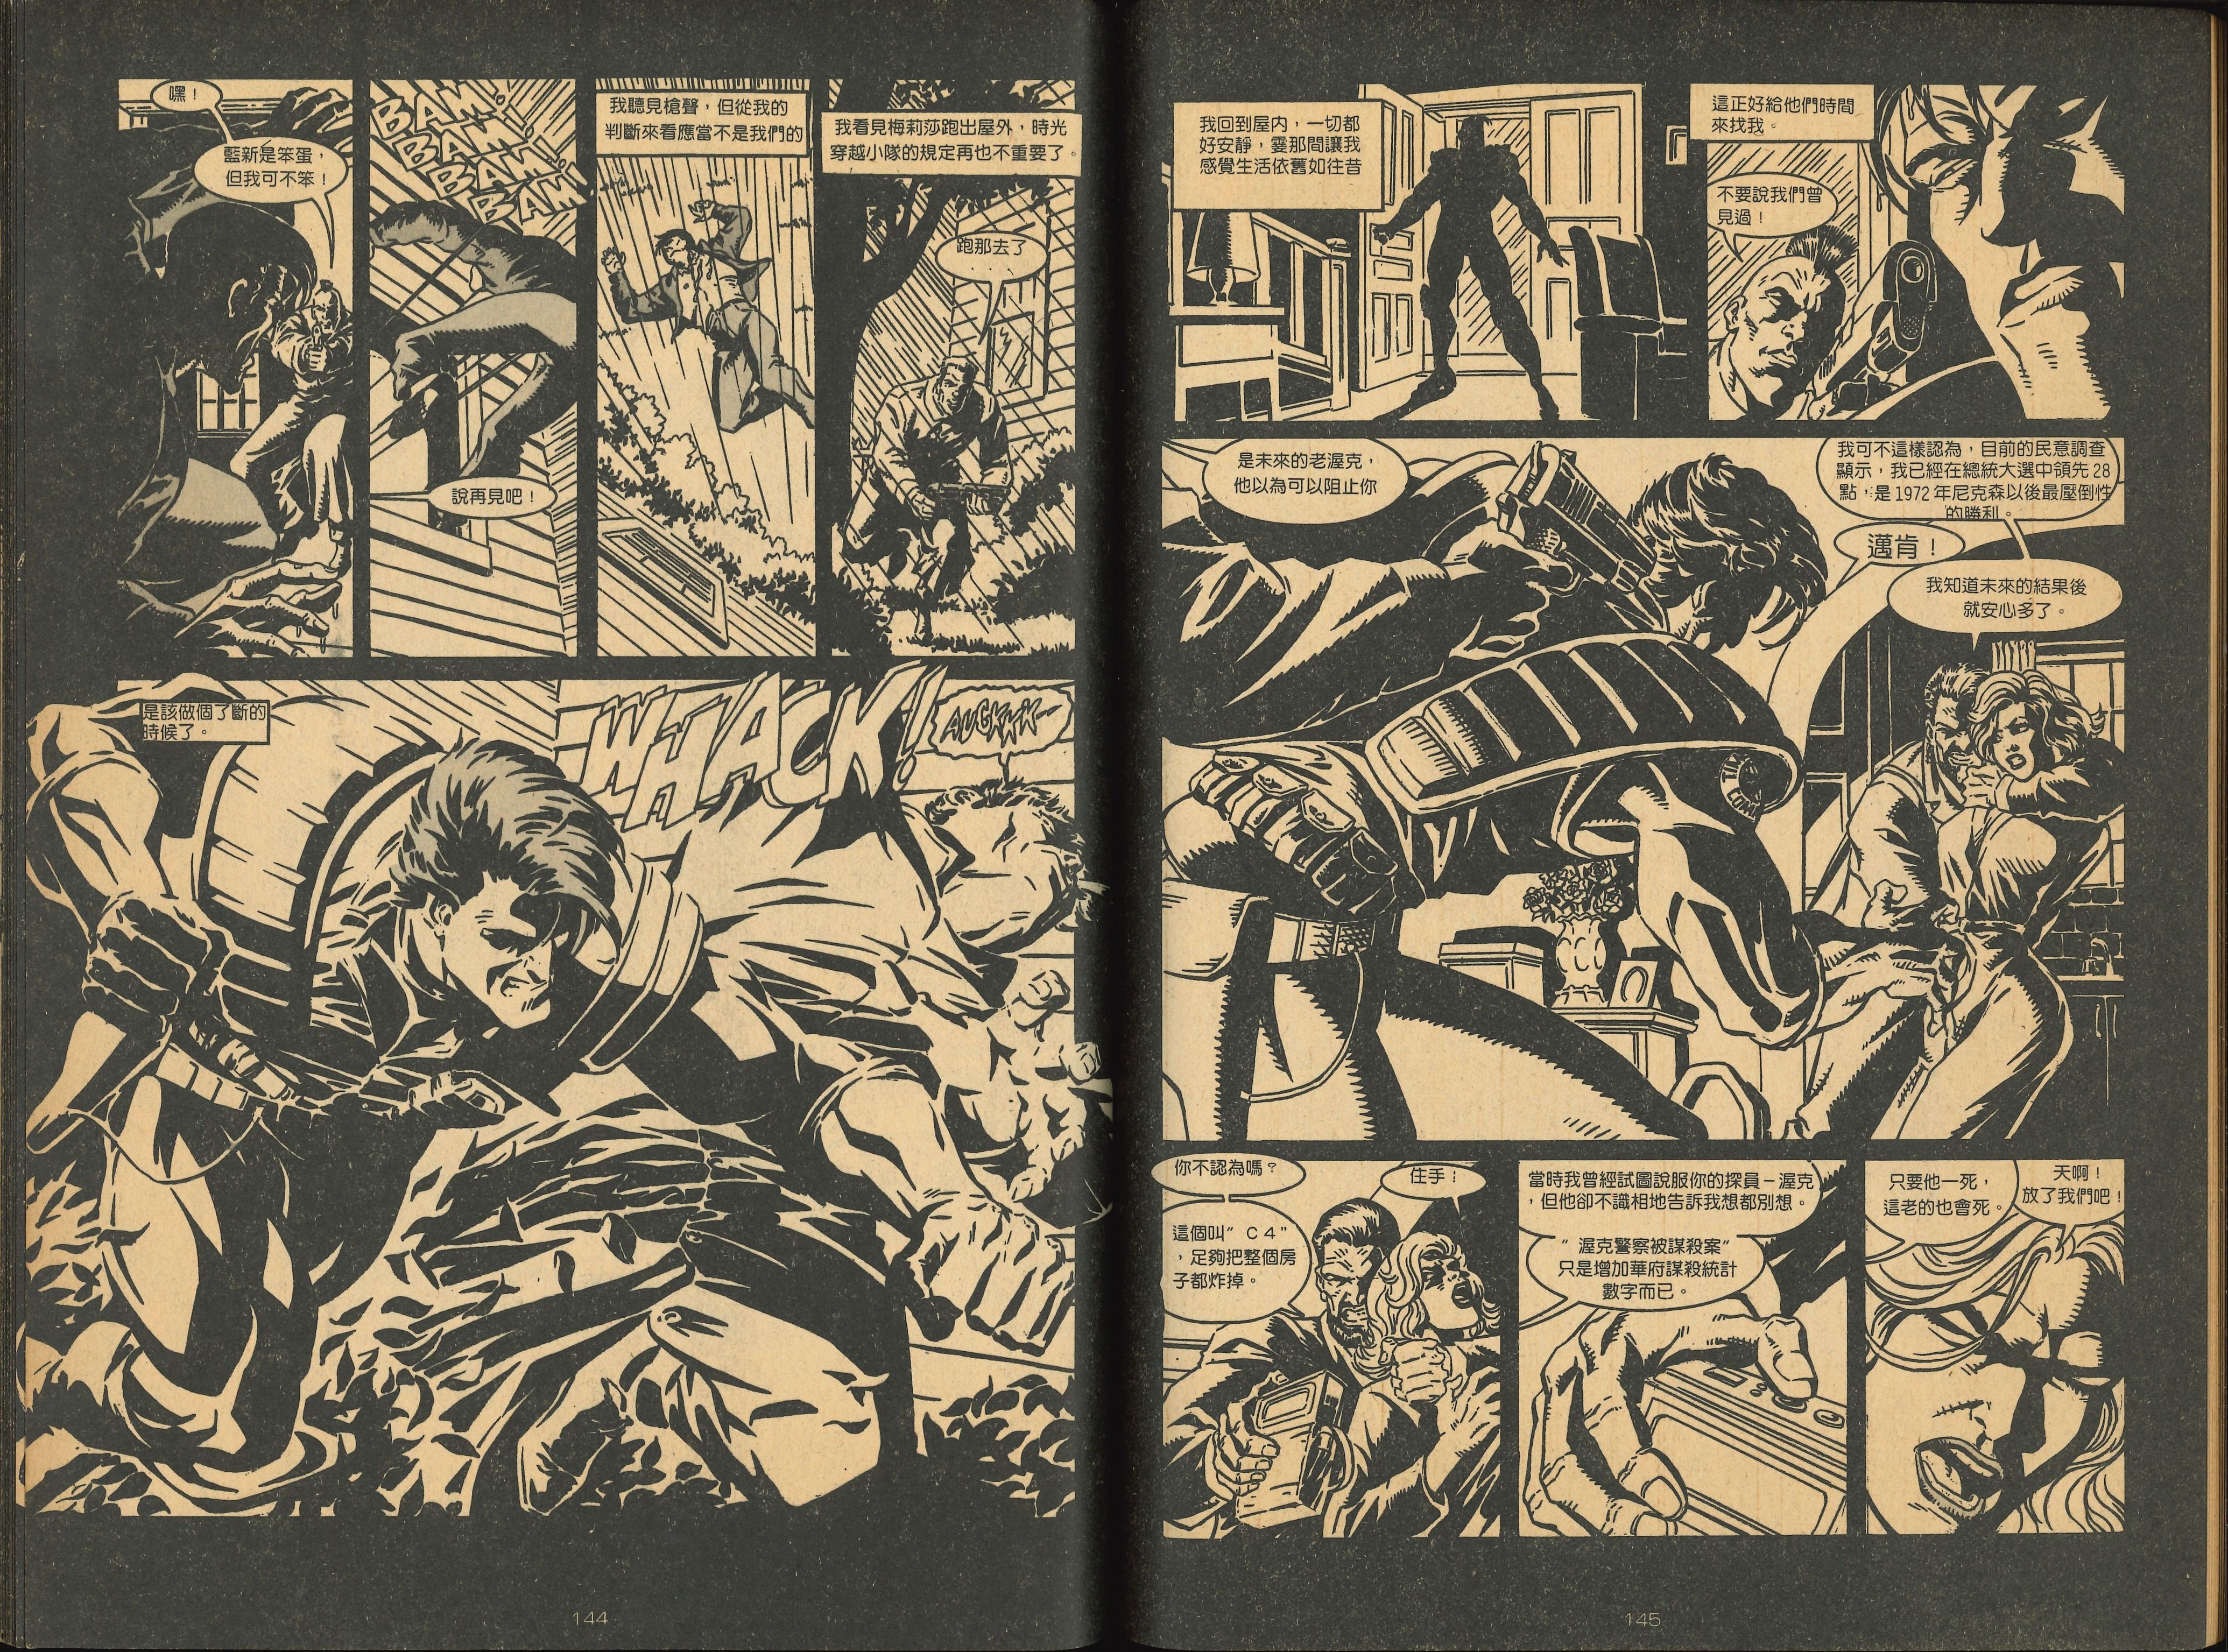 嘿！
藍新是笨蛋，
但我可不笨！
BAM!
BAM!
BAM!
BAM!
說再見吧！
我聽見槍聲，但從我的
判斷來看應當不是我們的
我看見梅莉莎跑出屋外，時光
穿越小隊的規定再也不重要了。
跑那去了
是該做個了斷的
時候了。
WHACK!
144
我回到屋內，一切都
好安靜，霎那間讓我
感覺生活依舊如往昔
這正好給他們時間
來找我。
不要說我們曾
見過！
是未來的老渥克，
他以為可以阻止你
我可不這樣認為，目前的民意調查
顯示，我已經在總統大選中領先28
點，是1972年尼克森以後最壓倒性
的勝利。
邁肯！
我知道未來的結果後
就安心多了。
你不認為嗎？
這個叫" C4"
，足夠把整個房
子都炸掉。
住手！
當時我曾經試圖說服你的探員－渥克
，但他卻不識相地告訴我想都別想。
"渥克警察被謀殺案"
只是增加華府謀殺統計
數字而已。
只要他一死，
這老的也會死。
天啊！
放了我們吧！
145